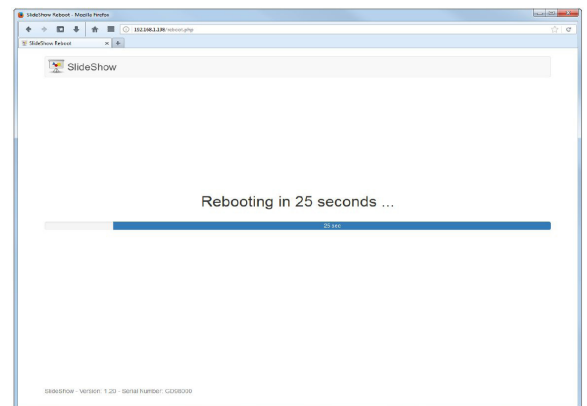 SlideShow Reboot - Mozilla Firefox
192.168.1.196/reboot.php
SlideShow Reboot
SlideShow
Rebooting in 25 seconds ...
25 sec
SlideShow - Version: 1.20 - Serial Number: